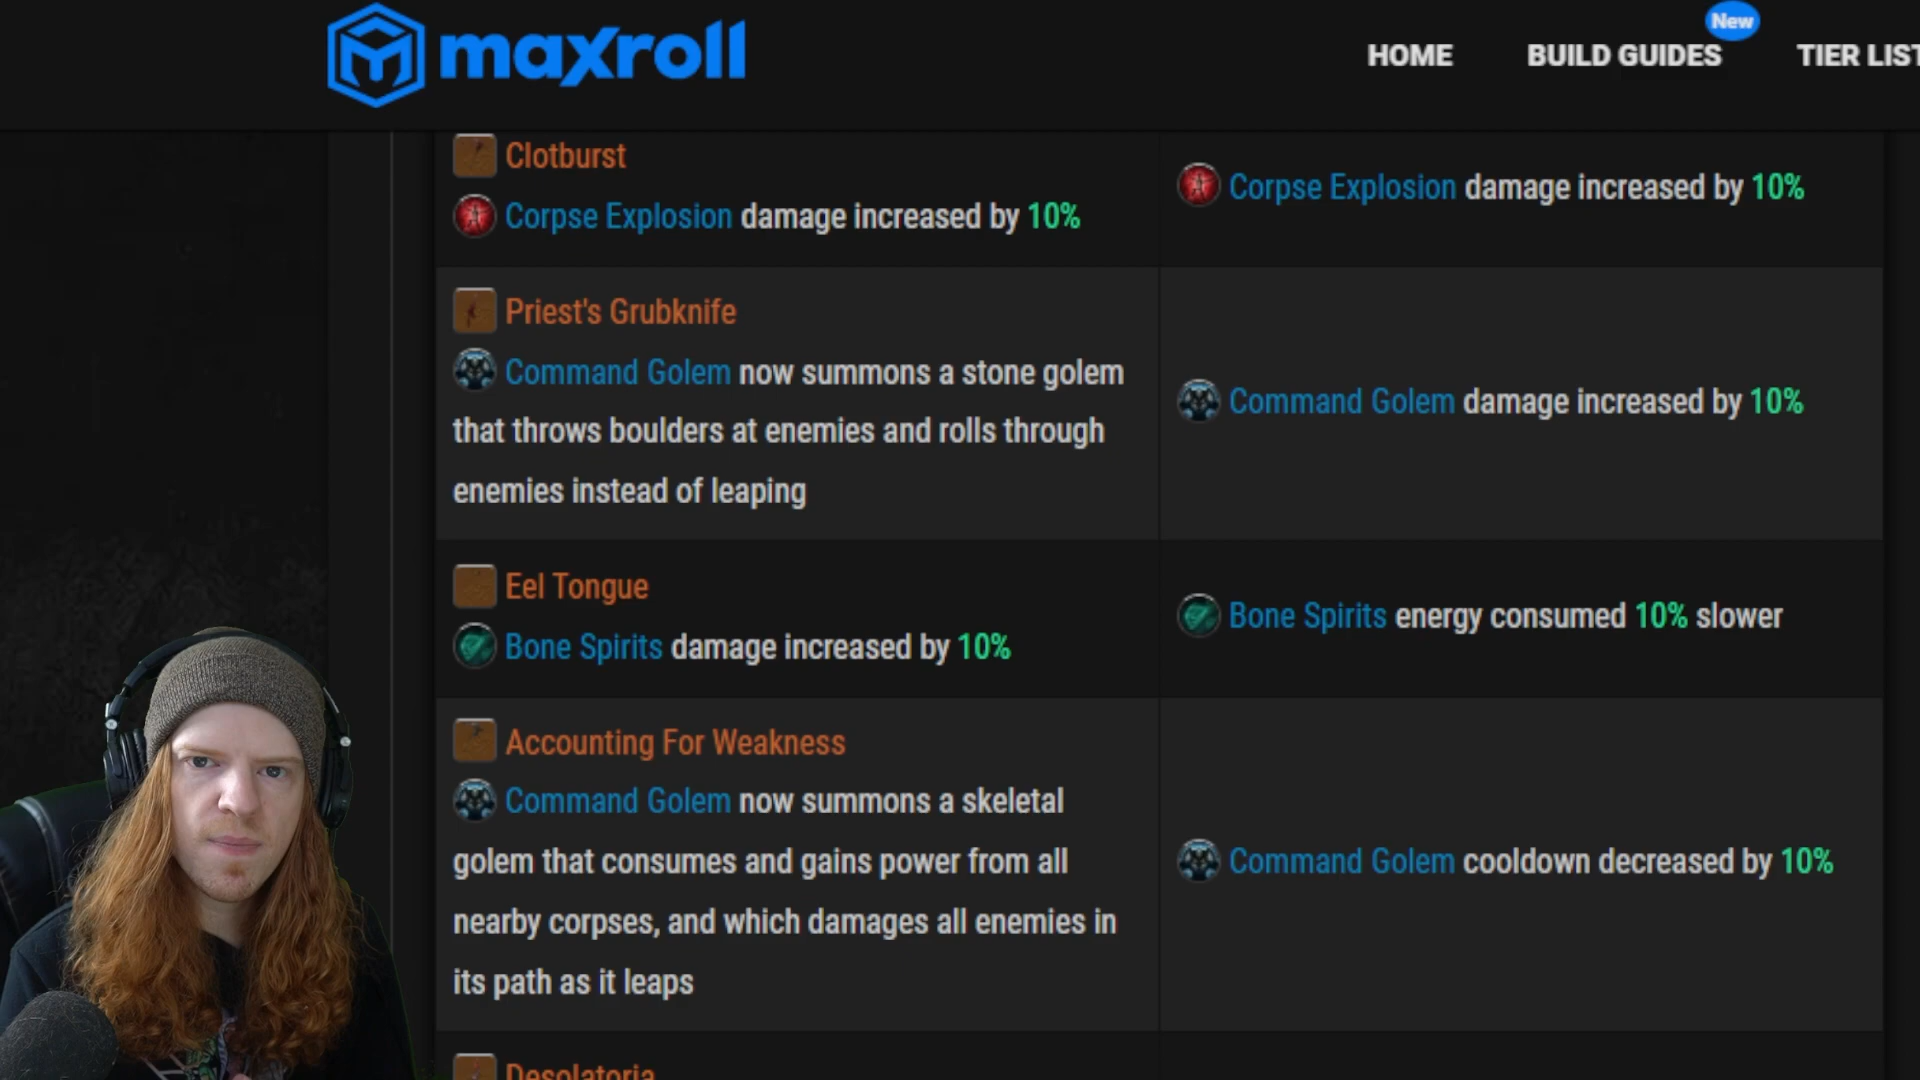 maxroll
HOME
BUILD GUIDES
New
TIER LIST
Clotburst
Corpse Explosion damage increased by 10%
Corpse Explosion damage increased by 10%
Priest's Grubknife
Command Golem now summons a stone golem
that throws boulders at enemies and rolls through
enemies instead of leaping
Command Golem damage increased by 10%
Eel Tongue
Bone Spirits damage increased by 10%
Bone Spirits energy consumed 10% slower
Accounting For Weakness
Command Golem now summons a skeletal
golem that consumes and gains power from all
nearby corpses, and which damages all enemies in
its path as it leaps
Command Golem cooldown decreased by 10%
Desolatoria